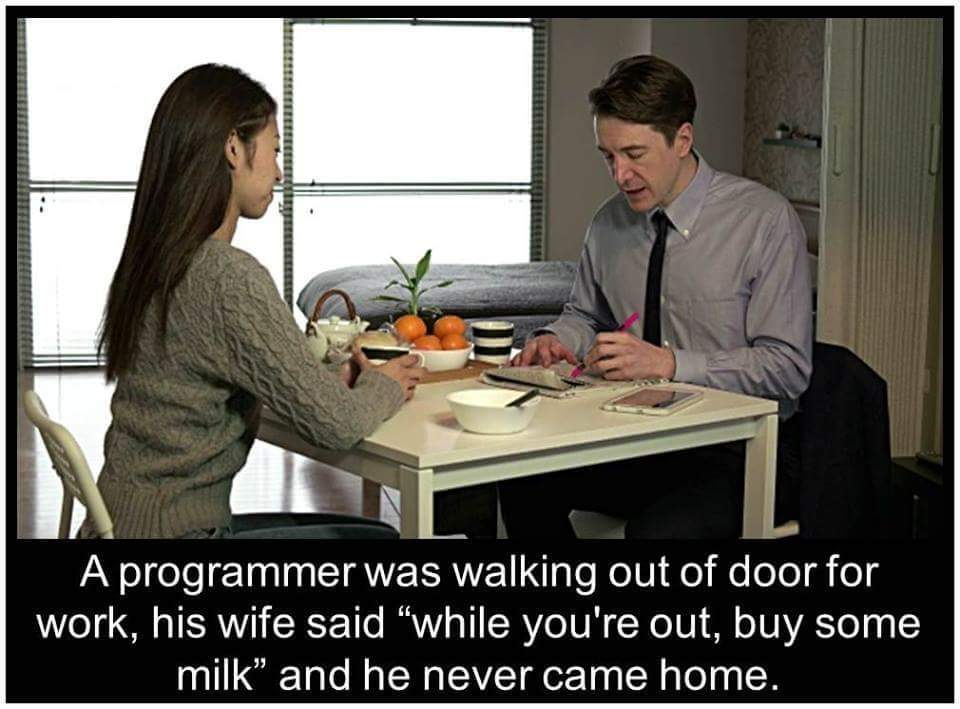 A programmer was walking out of door for
work, his wife said “while you're out, buy some
milk” and he never came home.